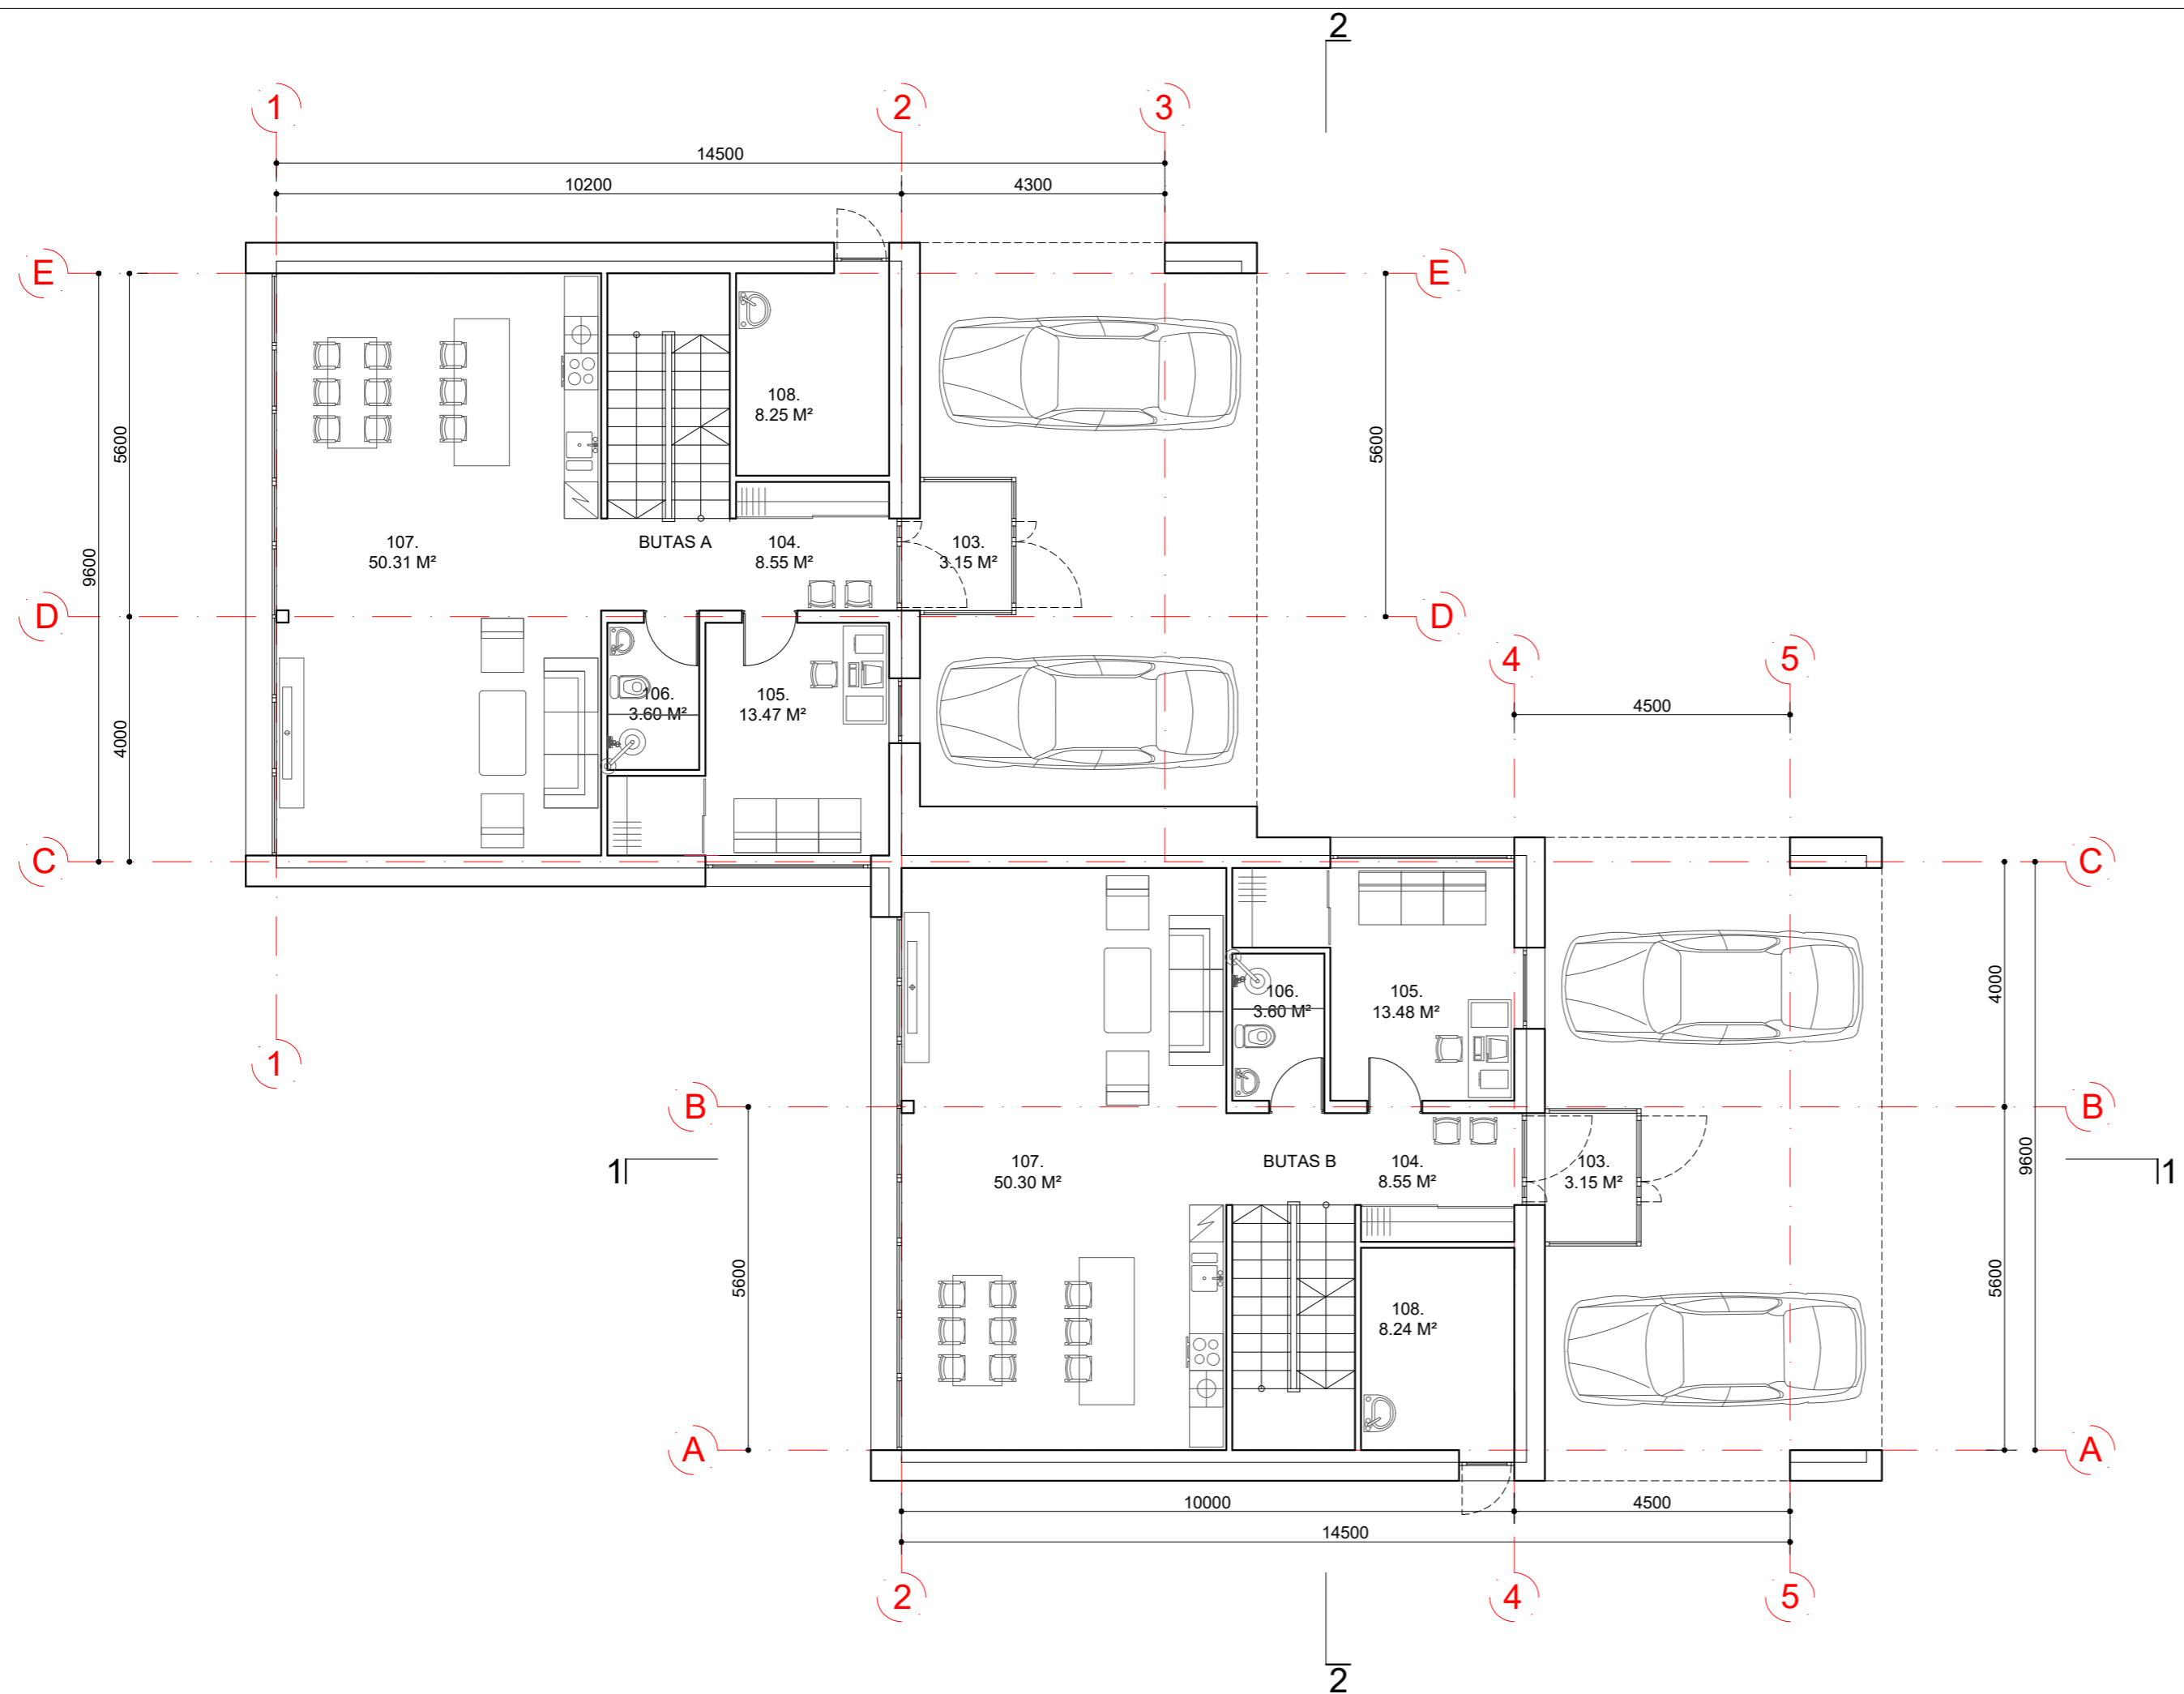 2
1 2 3
14500
10200 4300
E E
108.
8.25 M²
5600 5600
107. BUTAS A 104. 103.
50.31 M² 8.55 M² 3.15 M²
9600
D D
4 5
106. 105.
3.60 M² 13.47 M²
4500
4000
C C
106. 105.
3.60 M² 13.48 M²
4000
1
B B
107. BUTAS B 104. 103.
50.30 M² 8.55 M² 3.15 M²
1 1
9600
5600 5600
108.
8.24 M²
A A
10000 4500
14500
2 4 5
2